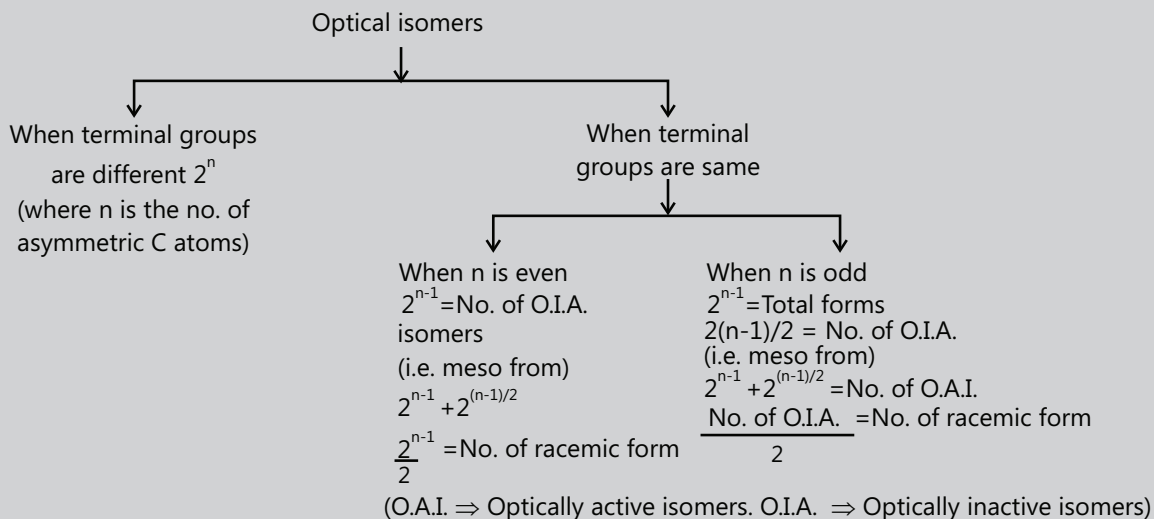 Optical isomers
When terminal groups
are different 2^n
(where n is the no. of
asymmetric C atoms)
When terminal
groups are same
When n is even
2^{n-1}=No. of O.I.A.
isomers
(i.e. meso from)
2^{n-1} +2^{(n-1)/2}
2^{n-1}/2 =No. of racemic form
When n is odd
2^{n-1}=Total forms
2(n-1)/2 = No. of O.I.A.
(i.e. meso from)
2^{n-1} +2^{(n-1)/2} =No. of O.A.I.
No. of O.I.A./2 =No. of racemic form
(O.A.I. ⇒ Optically active isomers. O.I.A. ⇒ Optically inactive isomers)